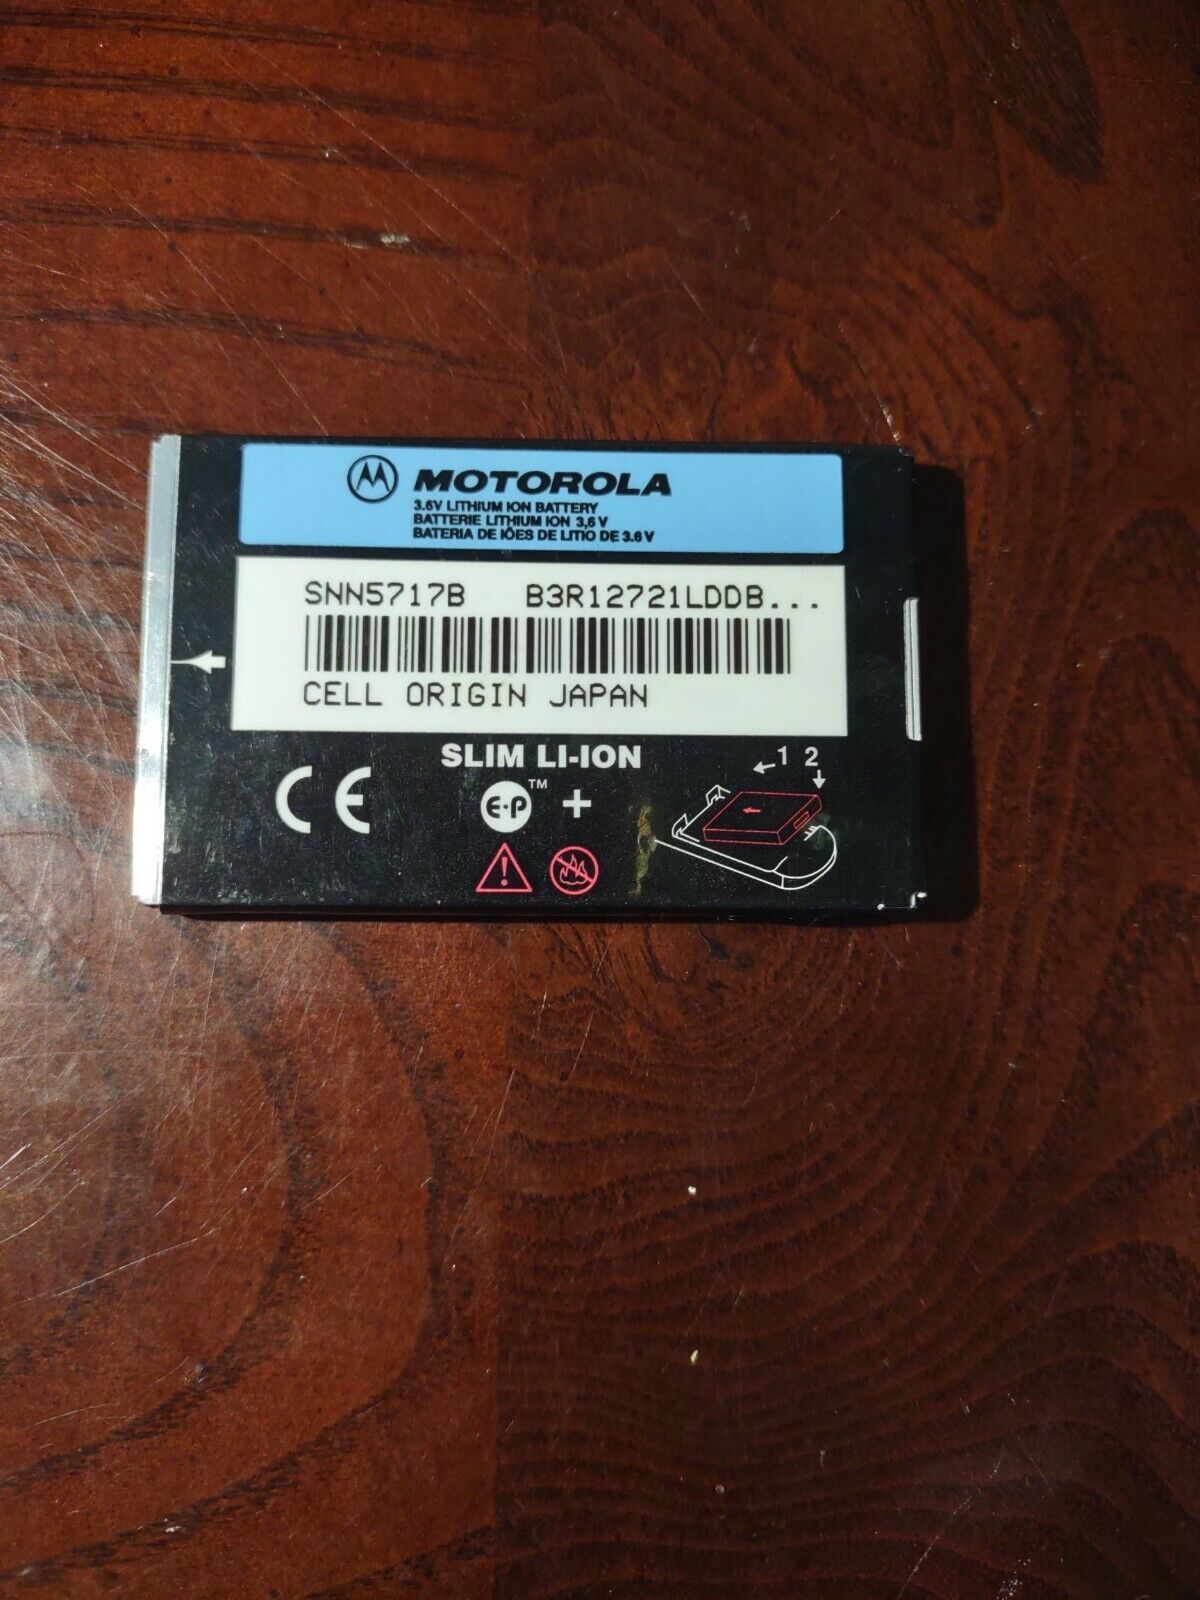 MOTOROLA
3.6V LITHIUM ION BATTERY
BATTERIE LITHIUM ION 3,6 V
BATERIA DE IÕES DE LITIO DE 3.6 V
SNN5717B B3R12721LDDB...
CELL ORIGIN JAPAN
SLIM LI-ION
CE E·P™ +
1 2